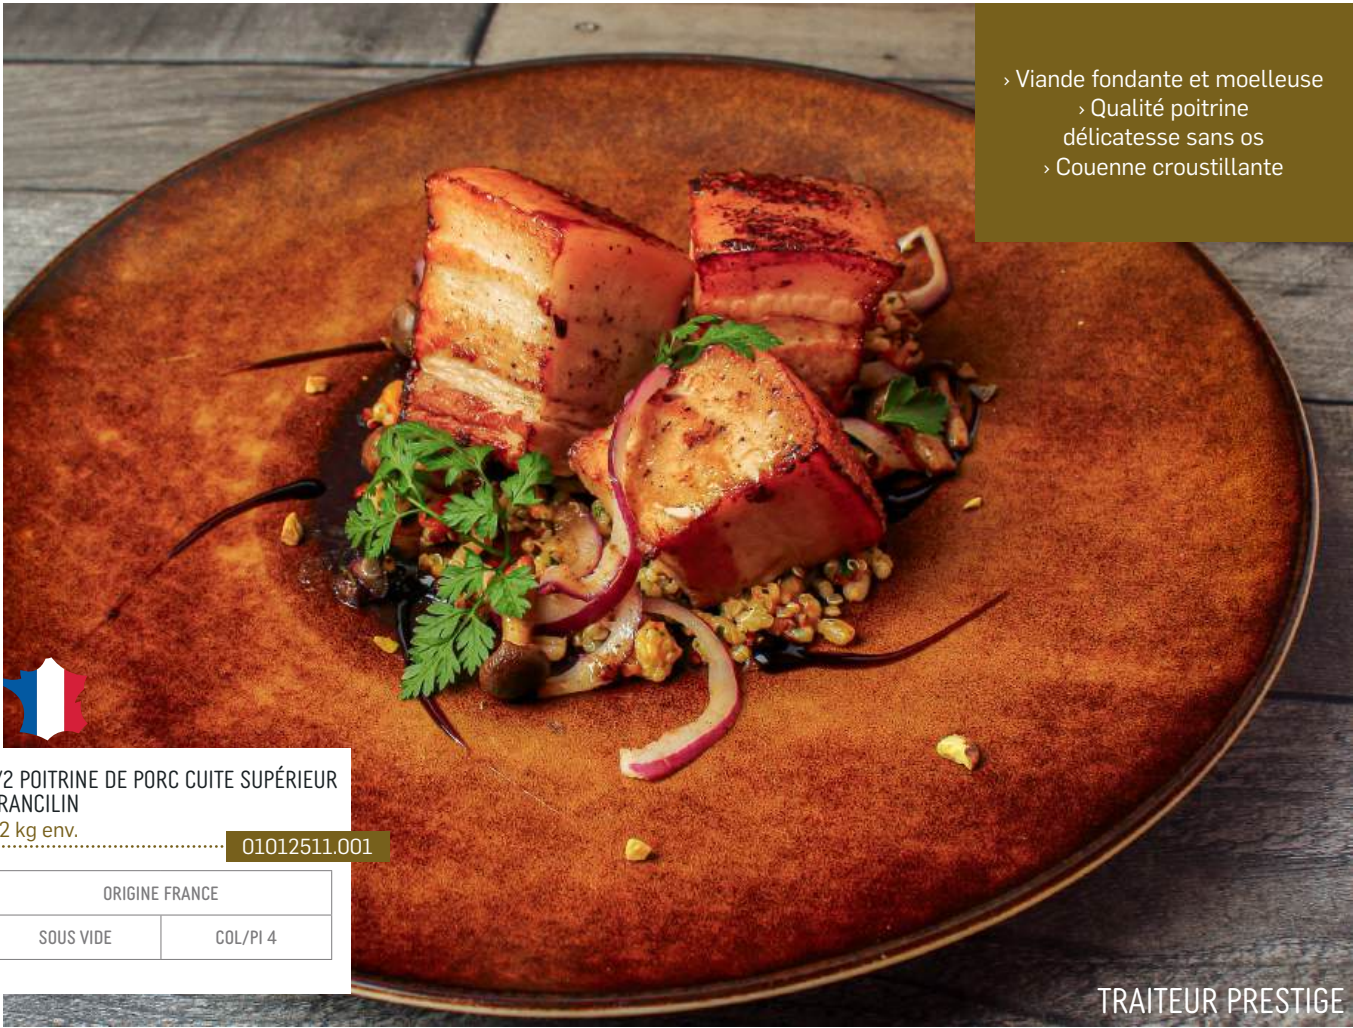 › Viande fondante et moelleuse
› Qualité poitrine
délicatesse sans os
› Couenne croustillante
/2 POITRINE DE PORC CUITE SUPÉRIEUR
RANCILIN
2 kg env.
01012511.001
ORIGINE FRANCE
SOUS VIDE
COL/PI 4
TRAITEUR PRESTIGE